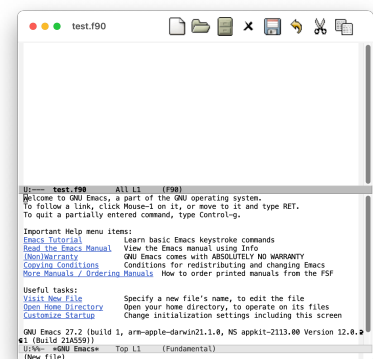 test.f90
U:--- test.f90 All L1 (F90)
Welcome to GNU Emacs, a part of the GNU operating system.
To follow a link, click Mouse-1 on it, or move to it and type RET.
To quit a partially entered command, type Control-g.
Important Help menu items:
Emacs Tutorial Learn basic Emacs keystroke commands
Read the Emacs Manual View the Emacs manual using Info
(Non)Warranty GNU Emacs comes with ABSOLUTELY NO WARRANTY
Copying Conditions Conditions for redistributing and changing Emacs
More Manuals / Ordering Manuals How to order printed manuals from the FSF
Useful tasks:
Visit New File Specify a new file's name, to edit the file
Open Home Directory Open your home directory, to operate on its files
Customize Startup Change initialization settings including this screen
GNU Emacs 27.2 (build 1, arm-apple-darwin21.1.0, NS appkit-2113.00 Version 12.0.
1 (Build 21A559))
U:%%- *GNU Emacs* Top L1 (Fundamental)
(New file)